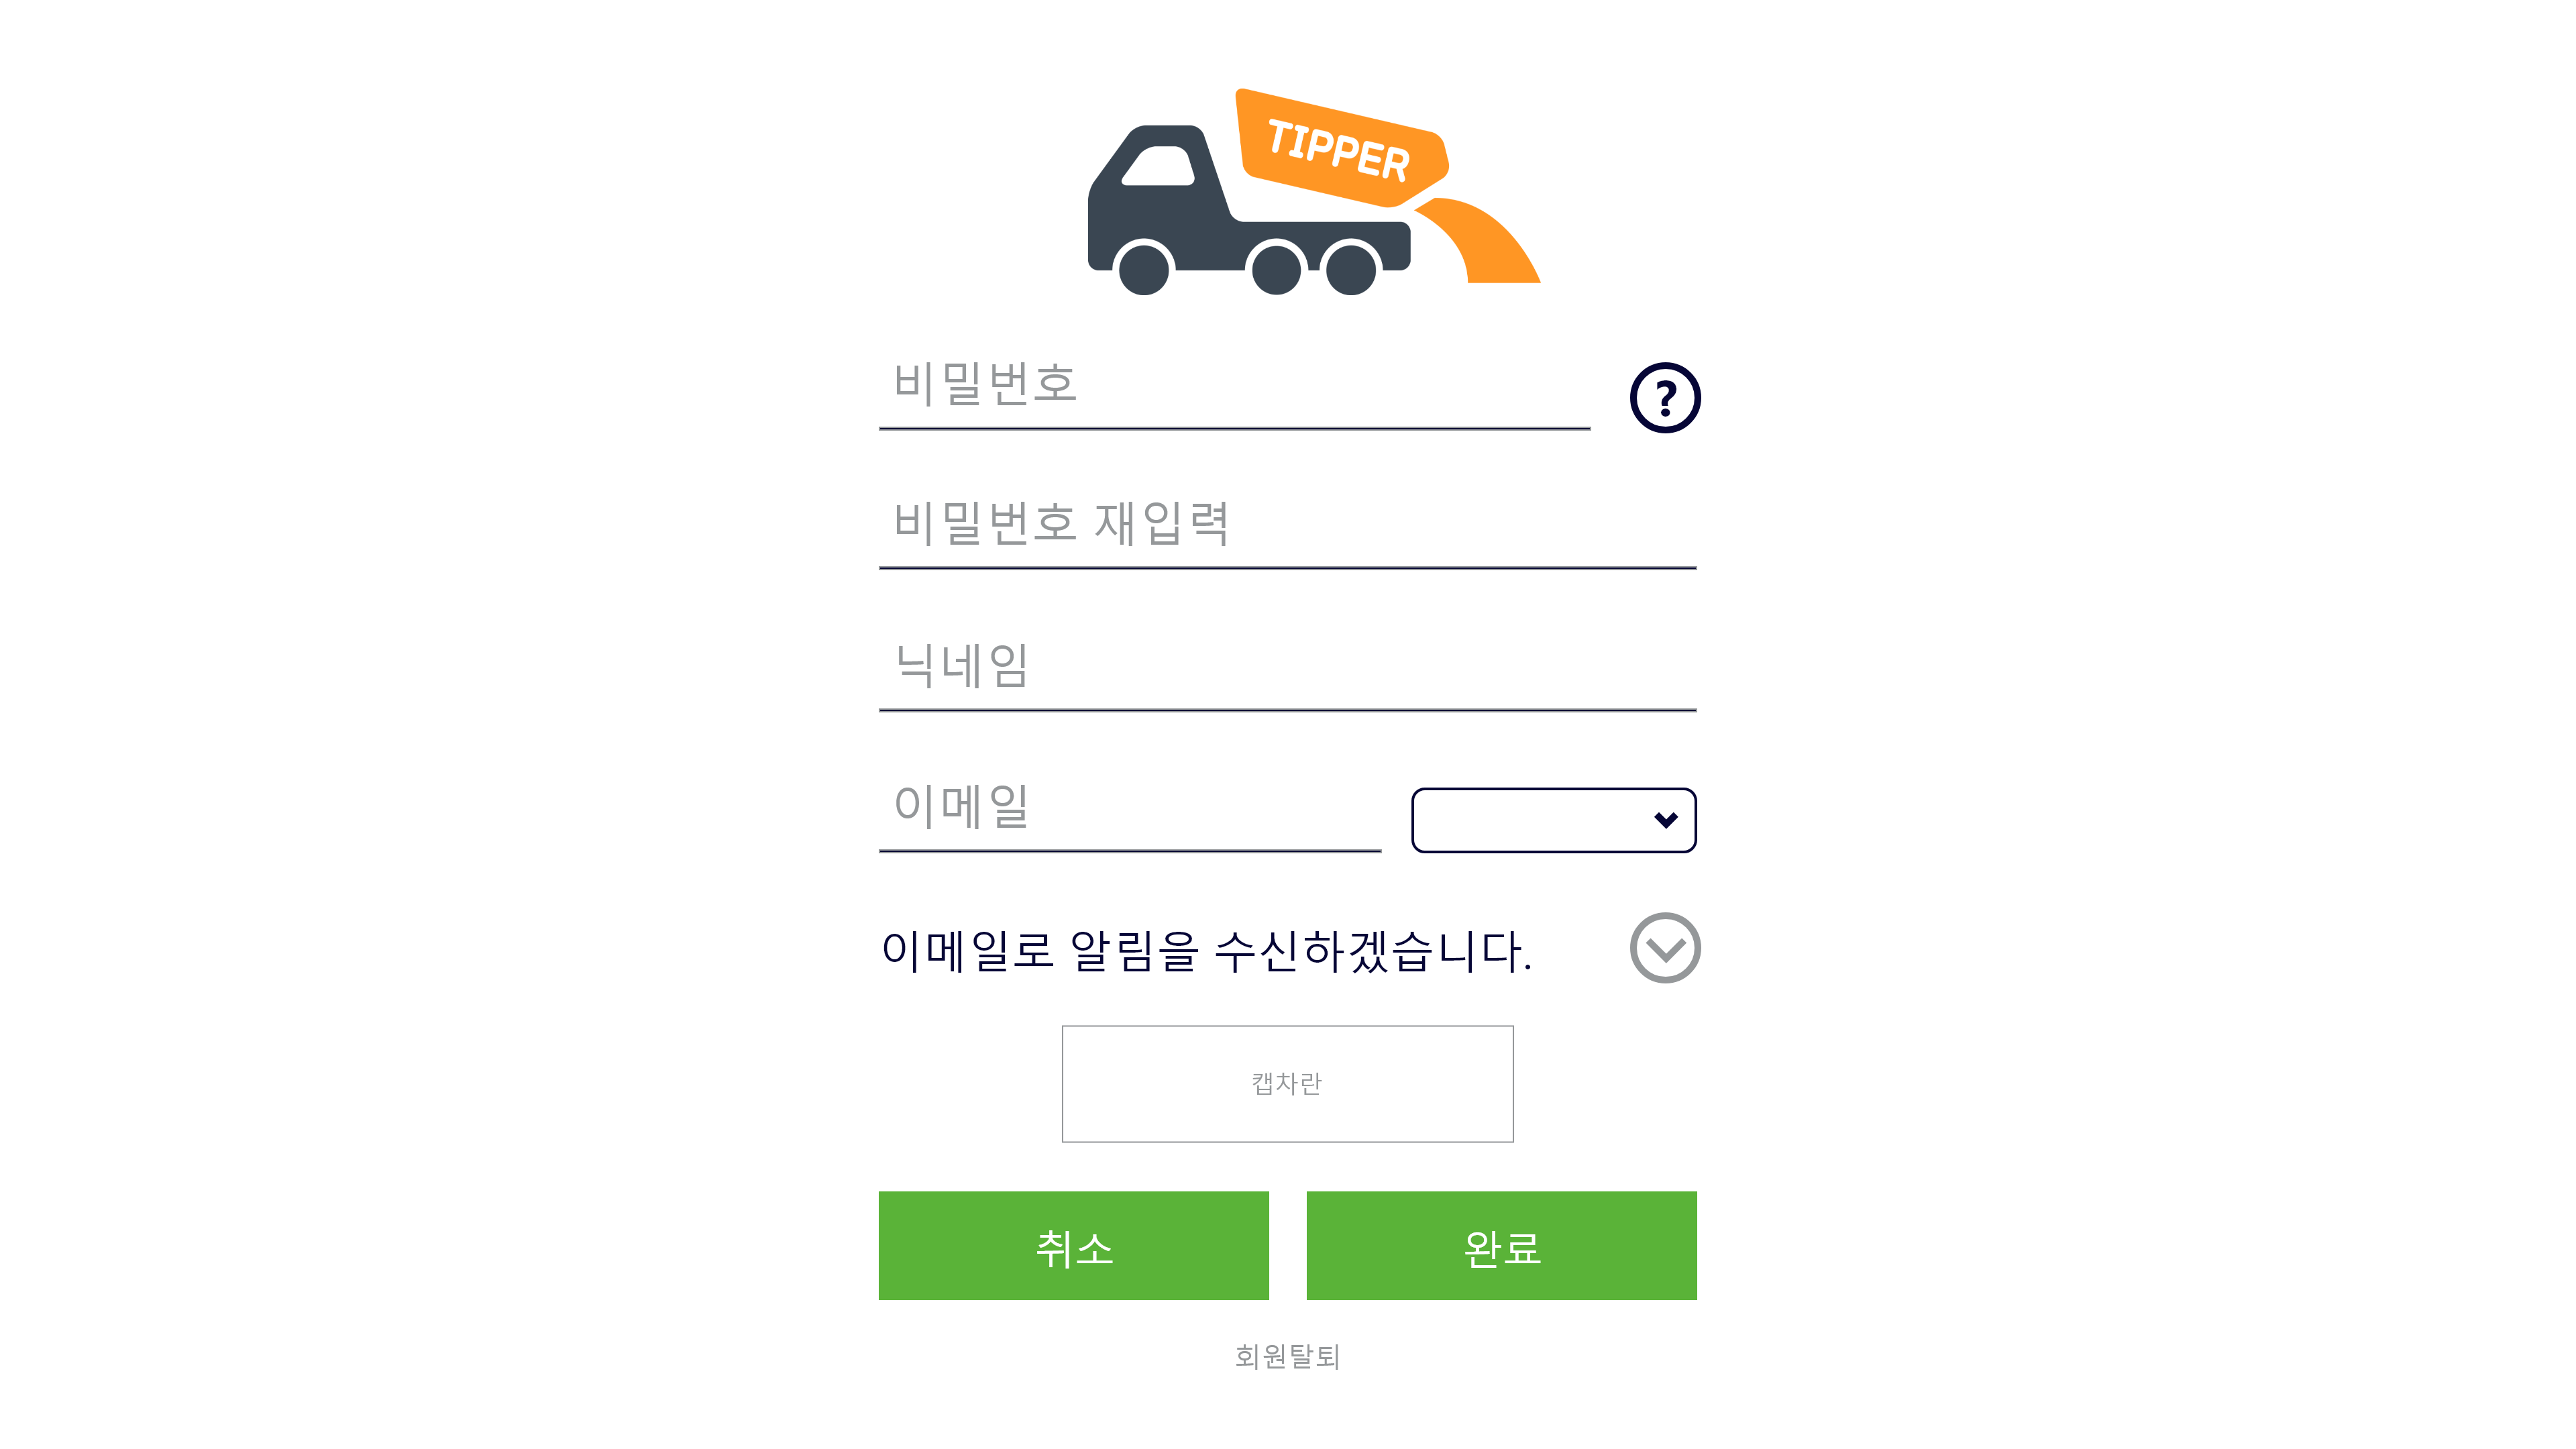 TIPPER
비밀번호
?
비밀번호 재입력
닉네임
이메일
이메일로 알림을 수신하겠습니다.
캡차란
취소
완료
회원탈퇴